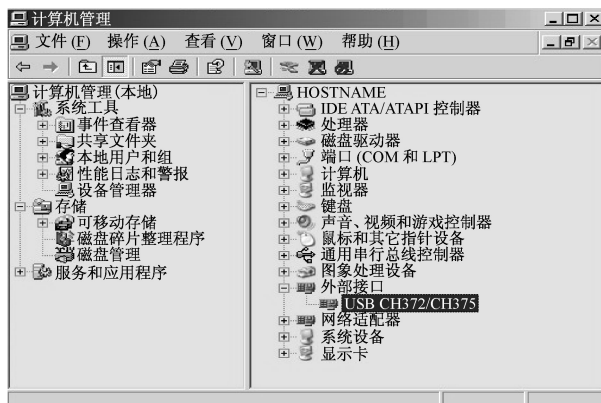 计算机管理
文件(F) 操作(A) 查看(V) 窗口(W) 帮助(H)
计算机管理(本地)
系统工具
事件查看器
共享文件夹
本地用户和组
性能日志和警报
设备管理器
存储
可移动存储
磁盘碎片整理程序
磁盘管理
服务和应用程序
HOSTNAME
IDE ATA/ATAPI 控制器
处理器
磁盘驱动器
端口(COM 和 LPT)
计算机
监视器
键盘
声音、视频和游戏控制器
鼠标和其它指针设备
通用串行总线控制器
图象处理设备
外部接口
USB CH372/CH375
网络适配器
系统设备
显示卡